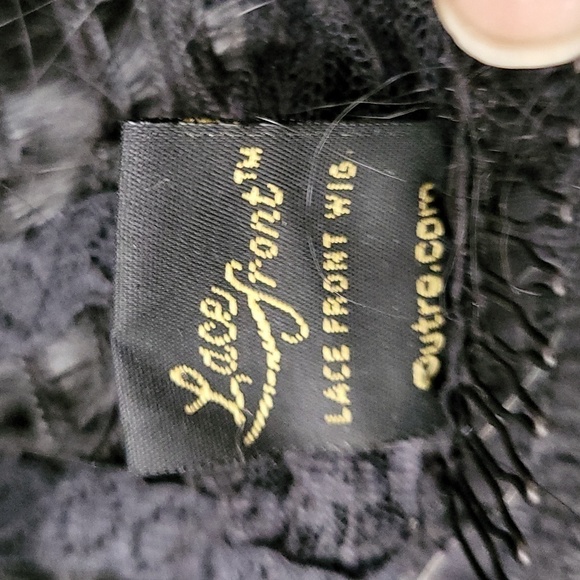 Lace front™
LACE FRONT WIG
outre.com